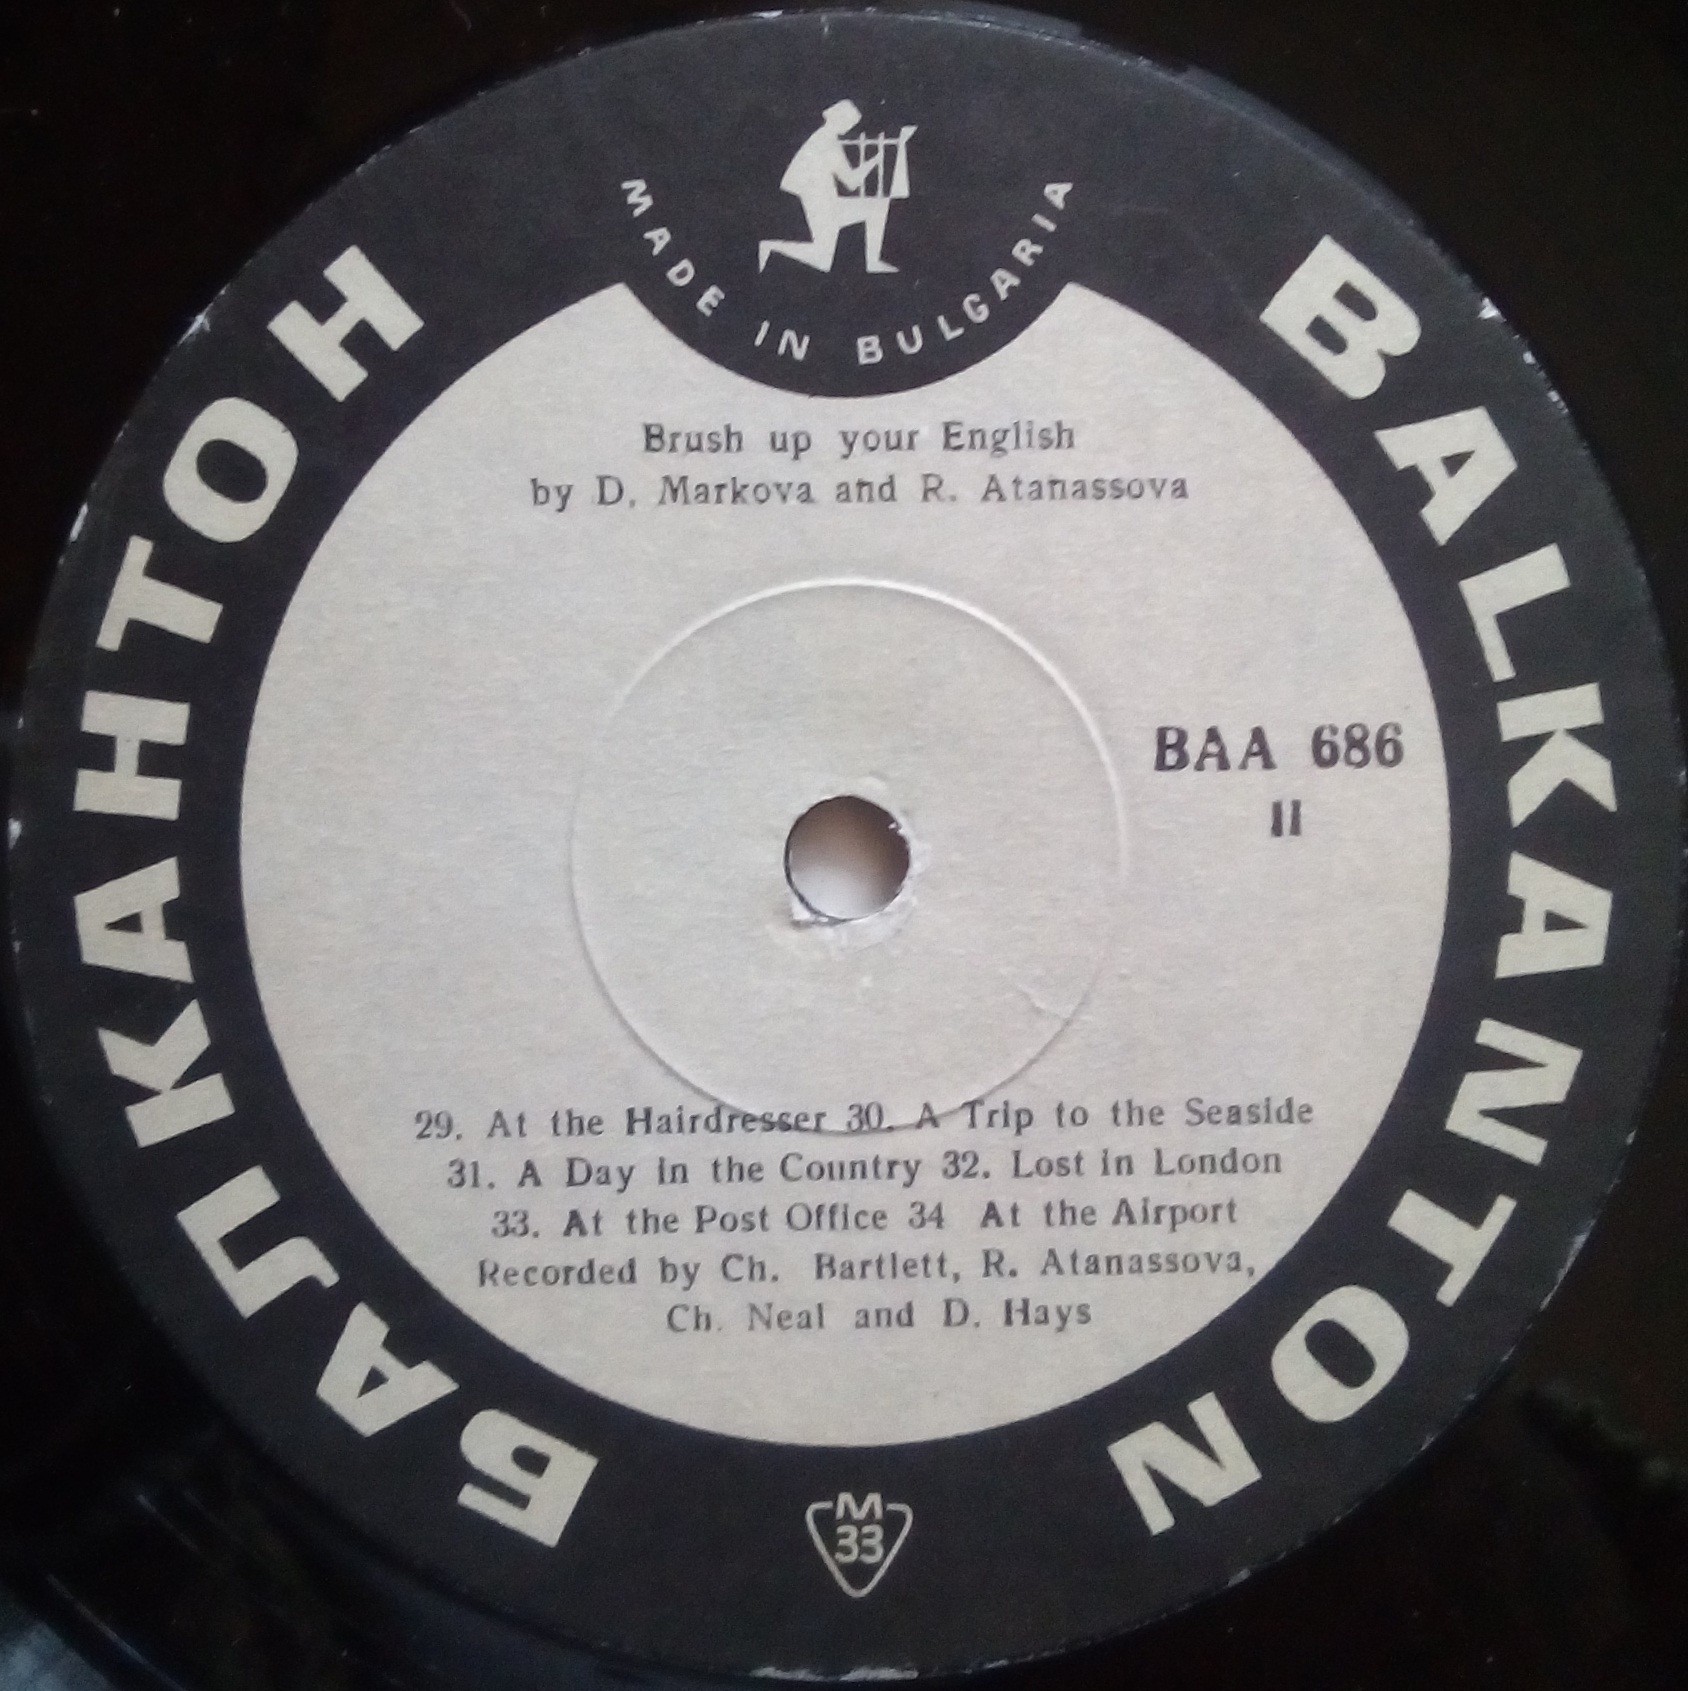 MADE IN BULGARIA
БАЛКАНТОН
BALKANTON
Brush up your English
by D. Markova and R. Atanassova
BAA 686
II
29. At the Hairdresser 30. A Trip to the Seaside
31. A Day in the Country 32. Lost in London
33. At the Post Office 34 At the Airport
Recorded by Ch. Bartlett, R. Atanassova,
Ch. Neal and D. Hays
M
33